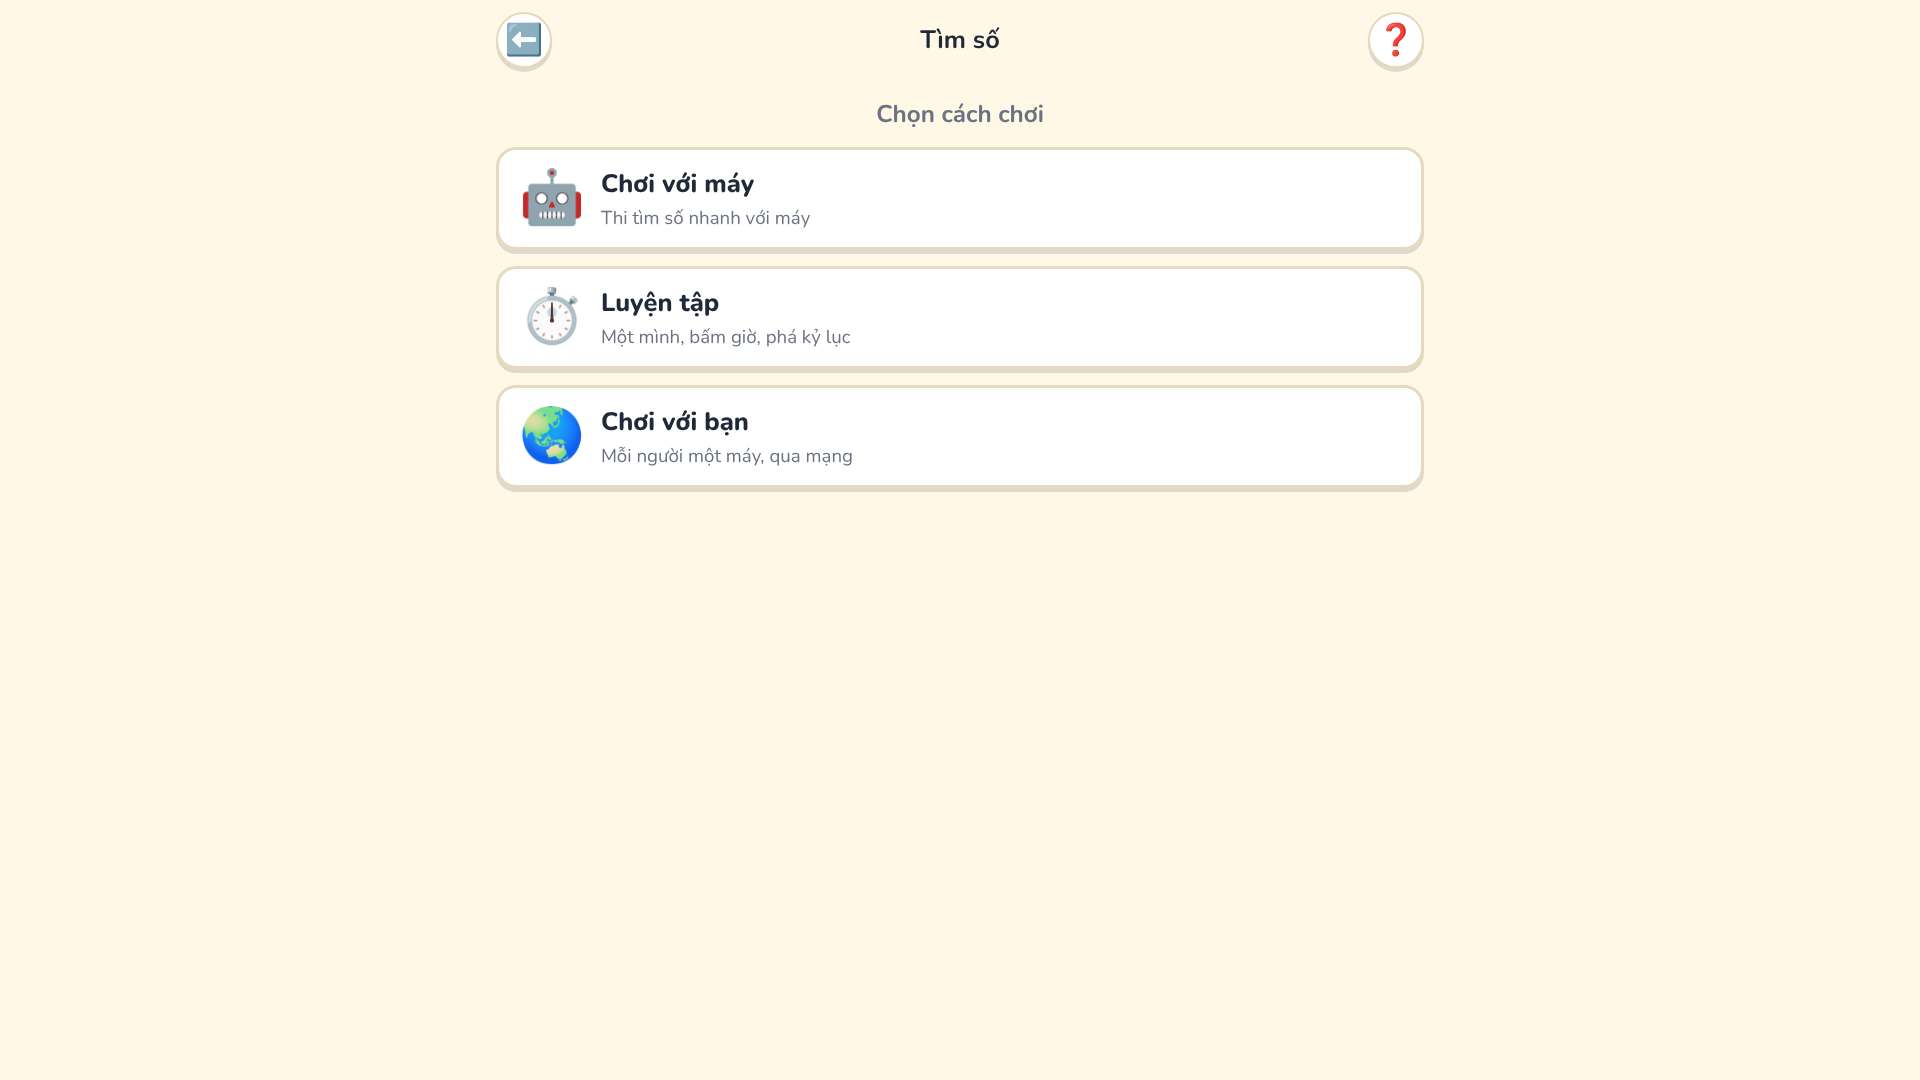 Tìm số
Chọn cách chơi
Chơi với máy
Thi tìm số nhanh với máy
Luyện tập
Một mình, bấm giờ, phá kỷ lục
Chơi với bạn
Mỗi người một máy, qua mạng